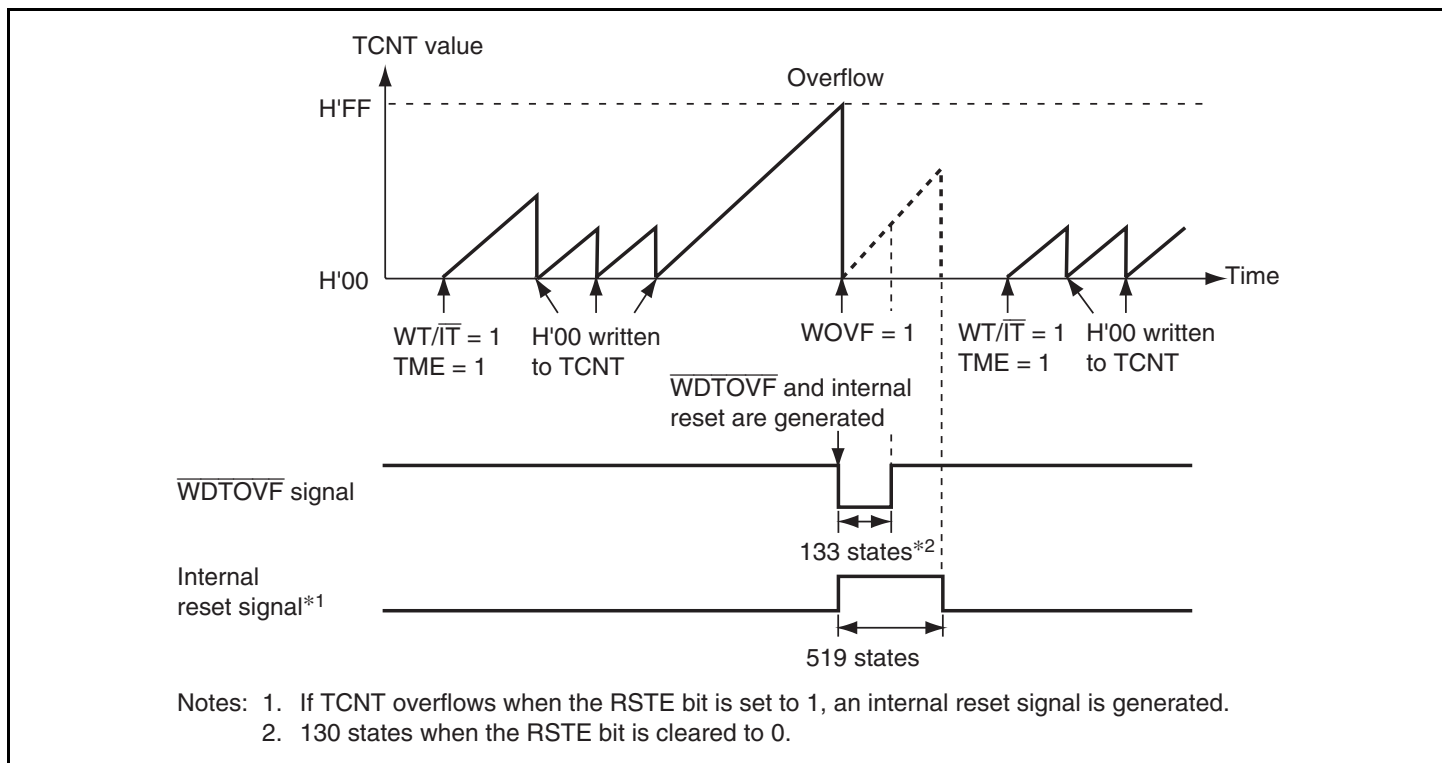 TCNT value
Overflow
H'FF
H'00
Time
WT/IT = 1
TME = 1
H'00 written
to TCNT
WOVF = 1
WT/IT = 1
TME = 1
H'00 written
to TCNT
WDTOVF and internal
reset are generated
WDTOVF signal
133 states*2
Internal
reset signal*1
519 states
Notes: 1. If TCNT overflows when the RSTE bit is set to 1, an internal reset signal is generated.
2. 130 states when the RSTE bit is cleared to 0.